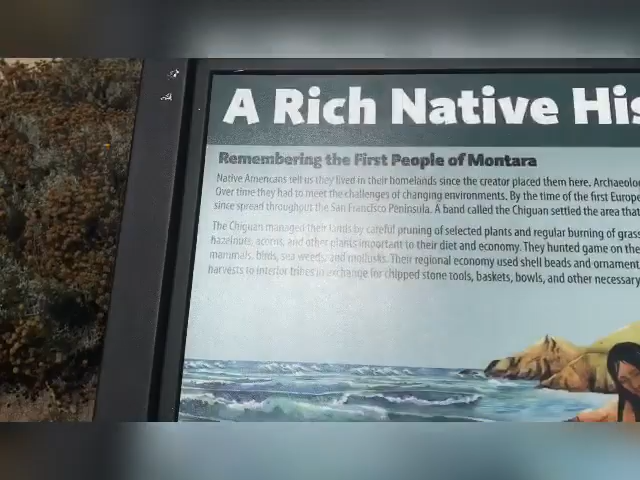 A Rich Native His
Remembering the First People of Montara
Native Americans tell us they lived in their homelands since the creator placed them here. Archaeolo
Over time they had to meet the challenges of changing environments. By the time of the first Europe
since spread throughout the San Francisco Peninsula. A band called the Chiguan settled the area tha
The Chiguan managed their lands by careful pruning of selected plants and regular burning of grass
hazelnuts, acorns, and other plants important to their diet and economy. They hunted game on the
mammals, birds, sea weeds, and mollusks. Their regional economy used shell beads and ornament
harvests to interior tribes in exchange for chipped stone tools, baskets, bowls, and other necessary